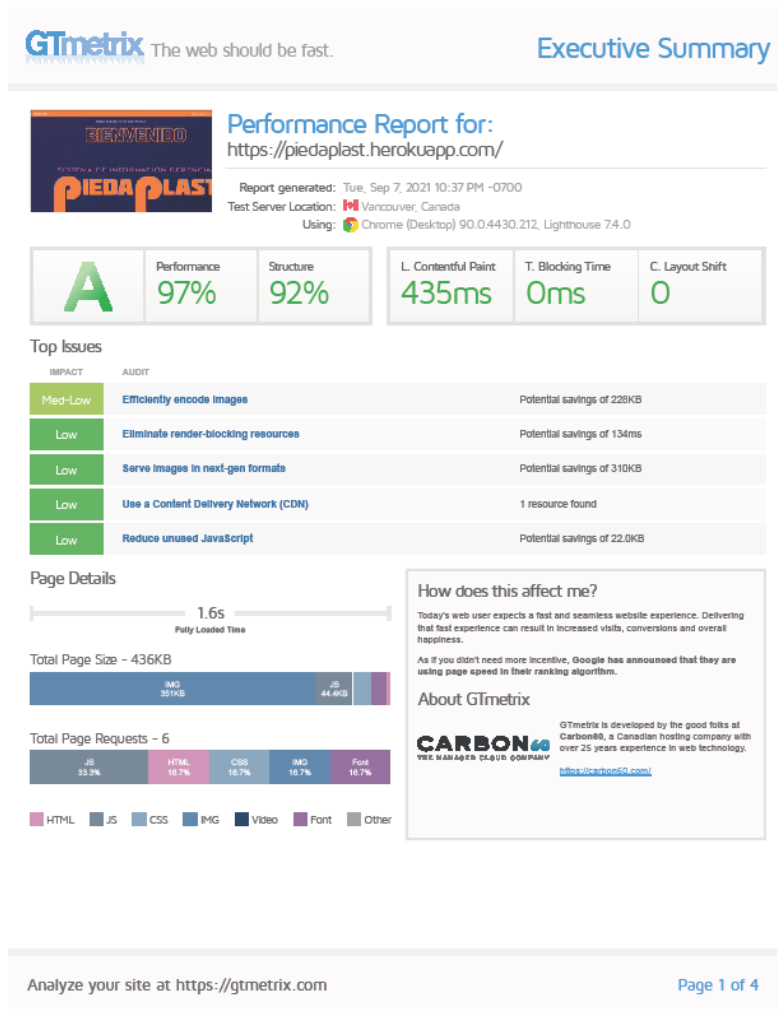 GTmetrix The web should be fast.
Executive Summary
BIENVENIDO
SISTEMA DE INFORMACIÓN GERENCIA
PIEDAPLAST
Performance Report for:
https://piedaplast.herokuapp.com/
Report generated: Tue, Sep 7, 2021 10:37 PM -0700
Test Server Location: Vancouver, Canada
Using: Chrome (Desktop) 90.0.4430.212, Lighthouse 7.4.0
A
Performance
97%
Structure
92%
L. Contentful Paint
435ms
T. Blocking Time
0ms
C. Layout Shift
0
Top Issues
IMPACT AUDIT
Med-Low Efficiently encode images Potential savings of 228KB
Low Eliminate render-blocking resources Potential savings of 134ms
Low Serve images in next-gen formats Potential savings of 310KB
Low Use a Content Delivery Network (CDN) 1 resource found
Low Reduce unused JavaScript Potential savings of 22.0KB
Page Details
1.6s
Fully Loaded Time
Total Page Size - 436KB
IMG
351KB
JS
44.4KB
Total Page Requests - 6
JS
33.3%
HTML
16.7%
CSS
16.7%
IMG
16.7%
Font
16.7%
HTML JS CSS IMG Video Font Other
How does this affect me?
Today's web user expects a fast and seamless website experience. Delivering
that fast experience can result in increased visits, conversions and overall
happiness.
As if you didn't need more incentive, Google has announced that they are
using page speed in their ranking algorithm.
About GTmetrix
CARBON60
THE MANAGED CLOUD COMPANY
GTmetrix is developed by the good folks at
Carbon60, a Canadian hosting company with
over 25 years experience in web technology.
https://carbon60.com/
Analyze your site at https://gtmetrix.com
Page 1 of 4